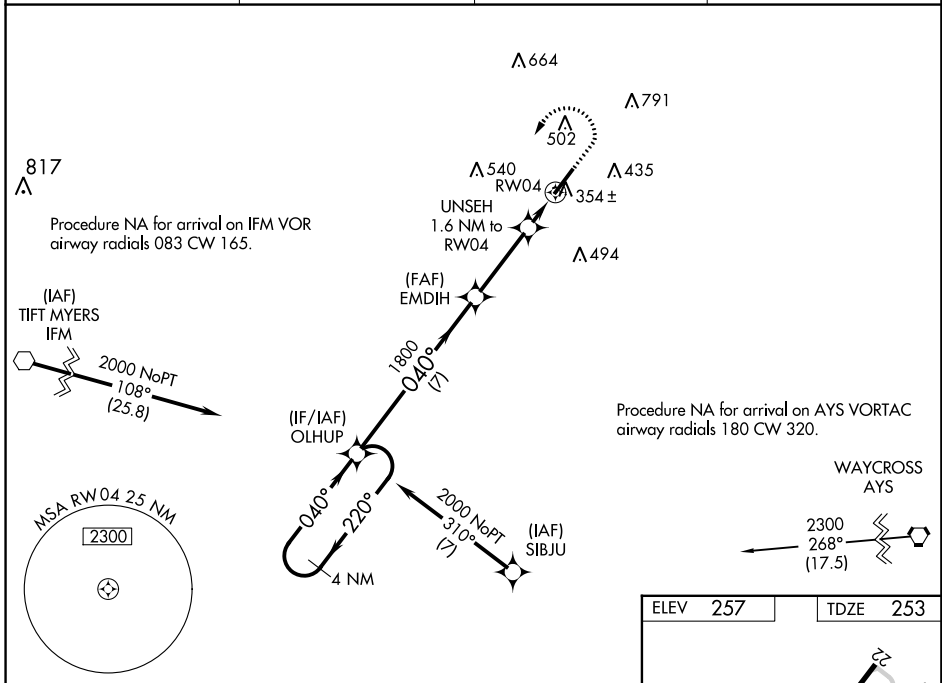 664
791
502
817
540
435
RW04
354 ±
UNSEH
1.6 NM to
RW04
Procedure NA for arrival on IFM VOR
airway radials 083 CW 165.
494
(FAF)
EMDIH
(IAF)
TIFT MYERS
IFM
2000 NoPT
108°
(25.8)
1800
040°
(7)
Procedure NA for arrival on AYS VORTAC
airway radials 180 CW 320.
(IF/IAF)
OLHUP
WAYCROSS
AYS
MSA RW 04 25 NM
2300
040°
220°
2000 NoPT
310°
(7)
(IAF)
SIBJU
2300
268°
(17.5)
4 NM
ELEV 257
TDZE 253
22